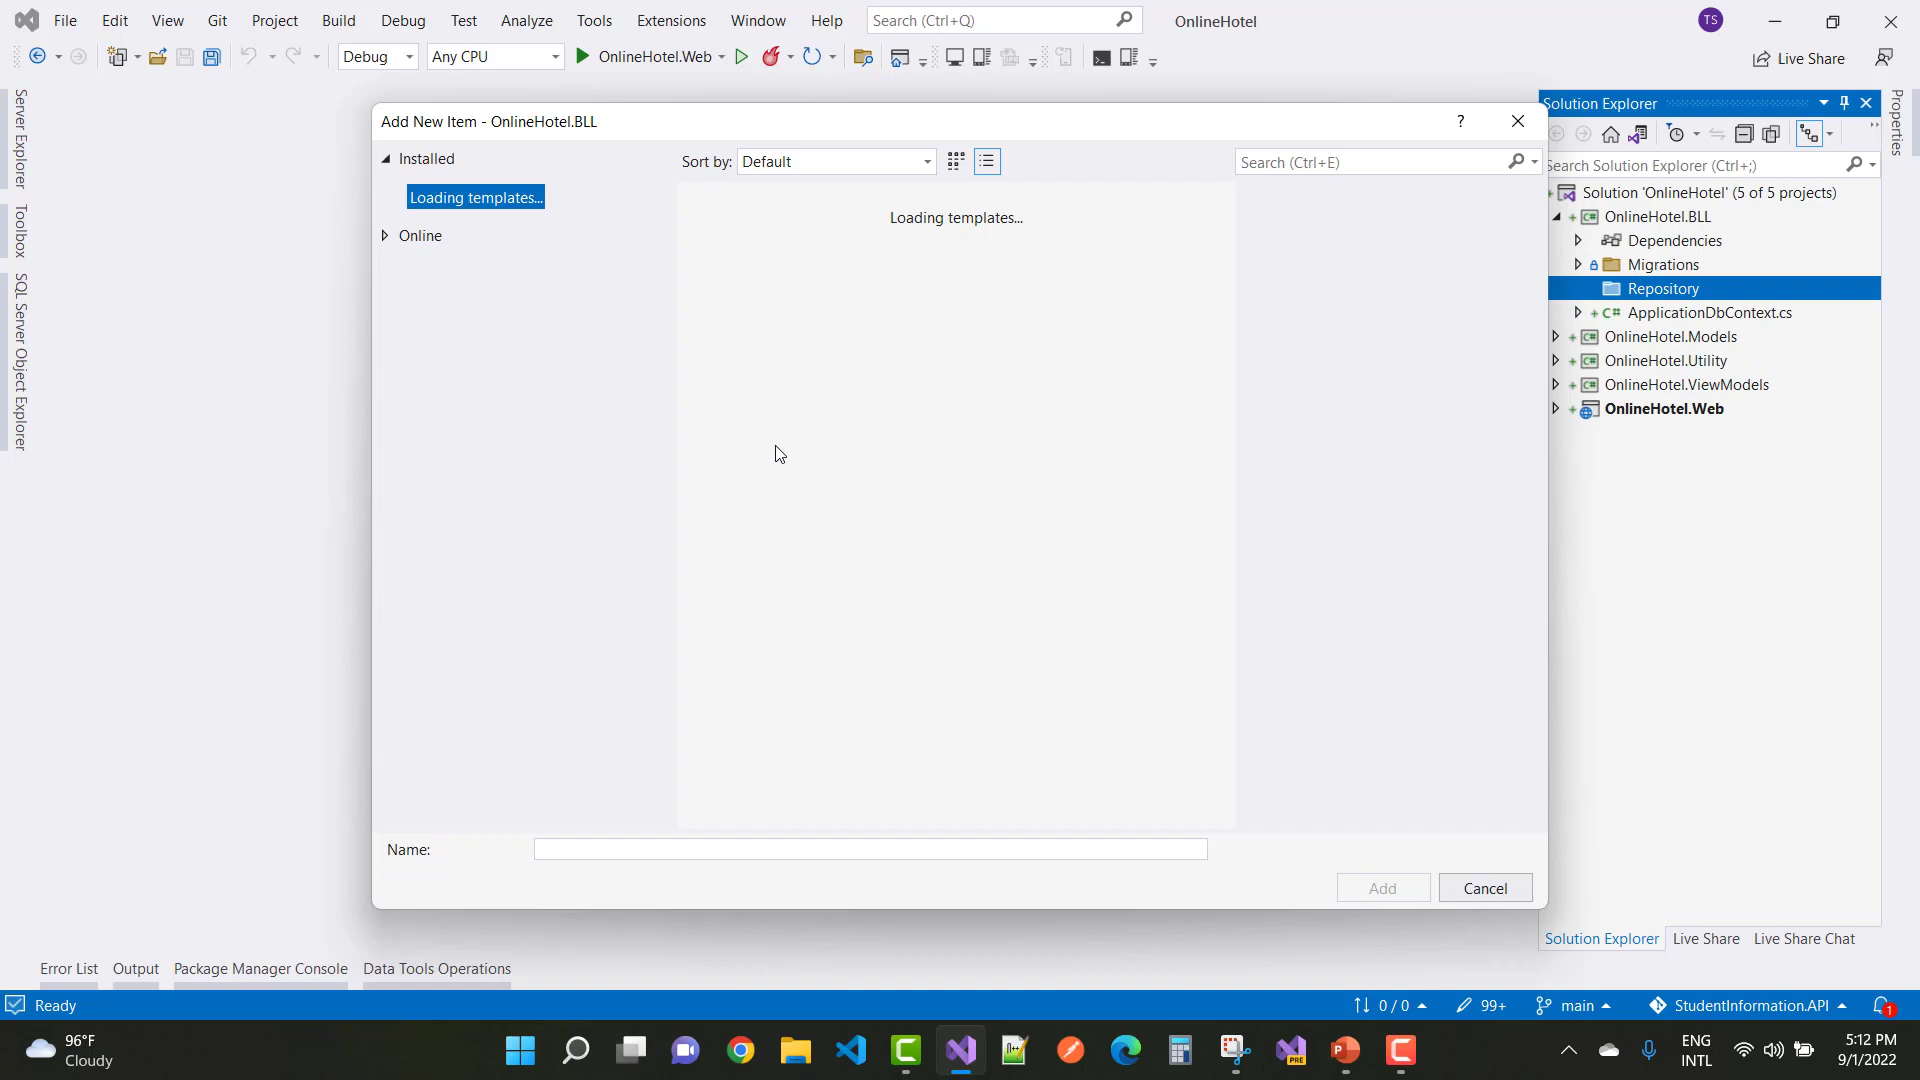 File Edit View Git Project Build Debug Test Analyze Tools Extensions Window Help Search (Ctrl+Q) OnlineHotel TS
Debug Any CPU OnlineHotel.Web Live Share
Server Explorer
Toolbox
SQL Server Object Explorer
Add New Item - OnlineHotel.BLL ?
Installed
Sort by: Default
Search (Ctrl+E)
Loading templates...
Loading templates...
Online
Name:
Add Cancel
Solution Explorer
Search Solution Explorer (Ctrl+;)
Solution 'OnlineHotel' (5 of 5 projects)
OnlineHotel.BLL
Dependencies
Migrations
Repository
ApplicationDbContext.cs
OnlineHotel.Models
OnlineHotel.Utility
OnlineHotel.ViewModels
OnlineHotel.Web
Properties
Solution Explorer Live Share Live Share Chat
Error List Output Package Manager Console Data Tools Operations
Ready 0 / 0 99+ main StudentInformation.API 1
96°F
Cloudy
PRE
ENG
INTL
5:12 PM
9/1/2022